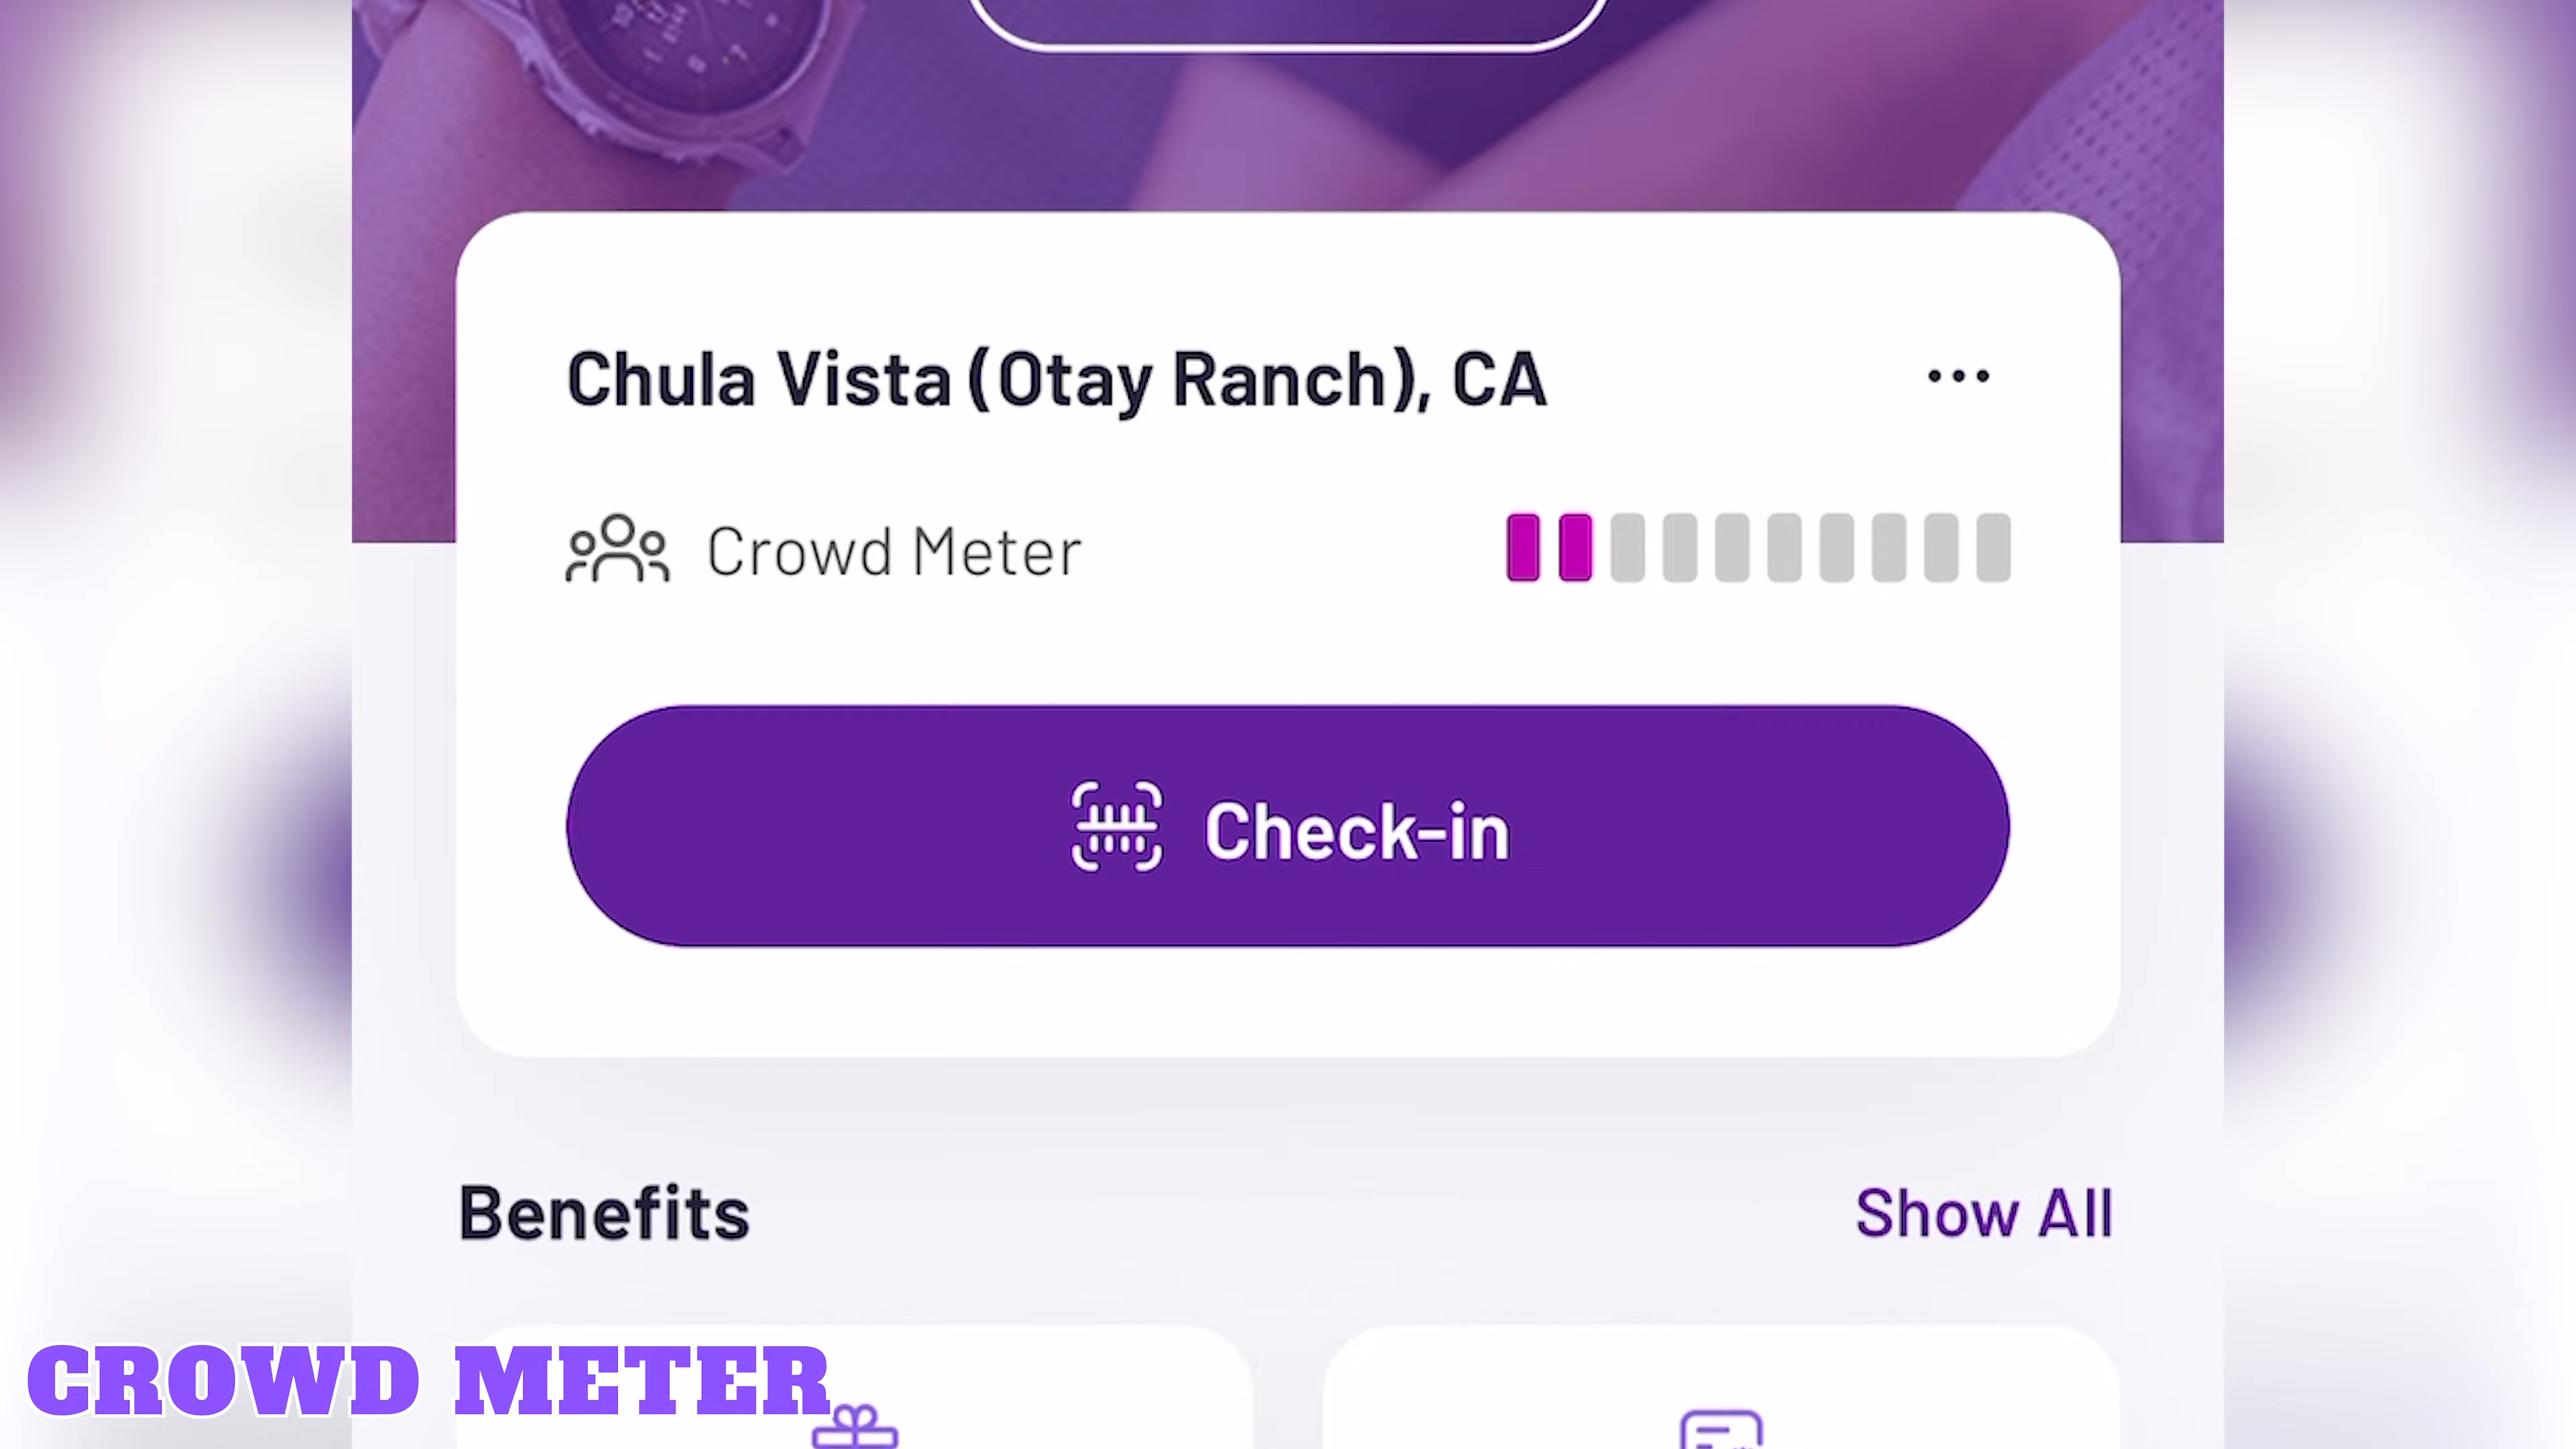 Chula Vista (Otay Ranch), CA
Crowd Meter
Check-in
Benefits
Show All
CROWD METER